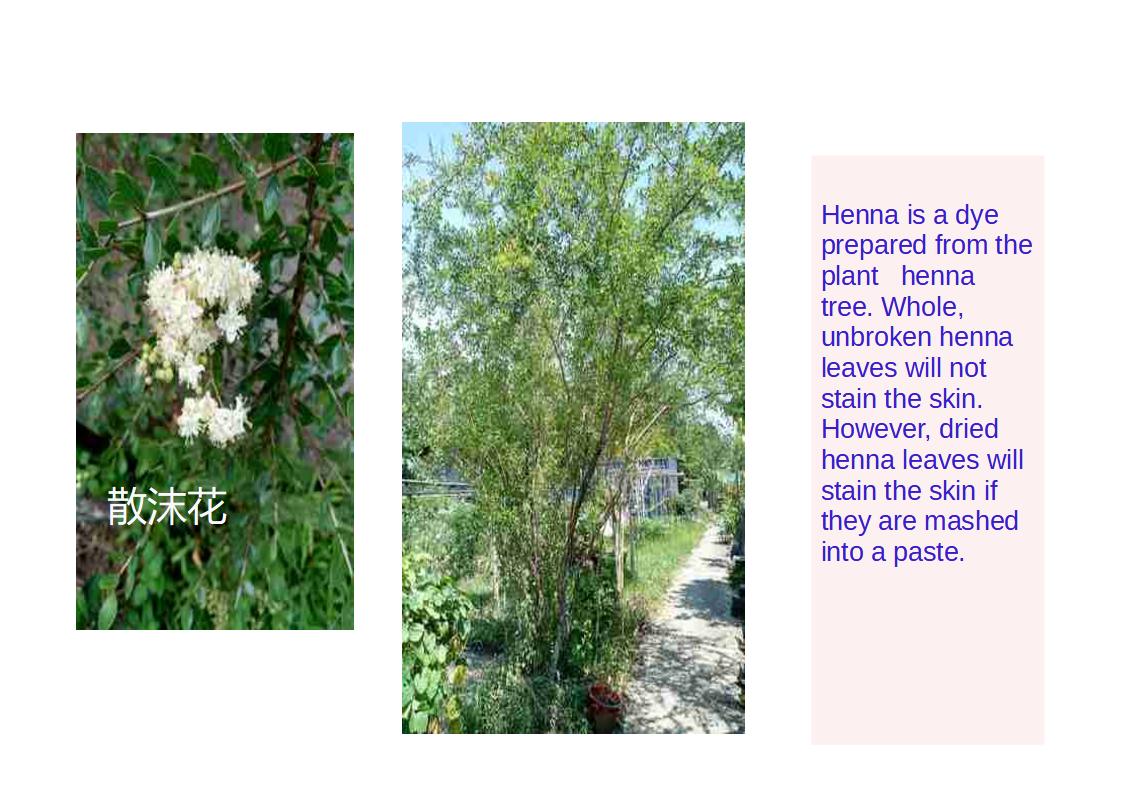 散沫花
Henna is a dye
prepared from the
plant   henna
tree. Whole,
unbroken henna
leaves will not
stain the skin.
However, dried
henna leaves will
stain the skin if
they are mashed
into a paste.